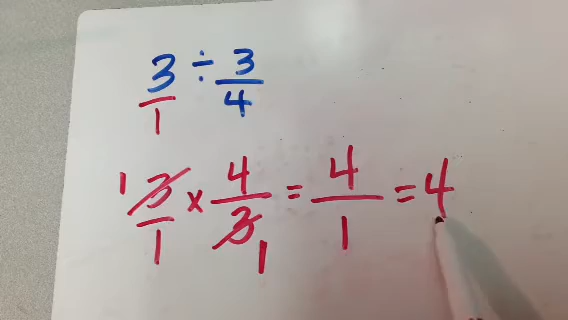 3/1 ÷ 3/4
1 3/1 × 4/3 1 = 4/1 = 4